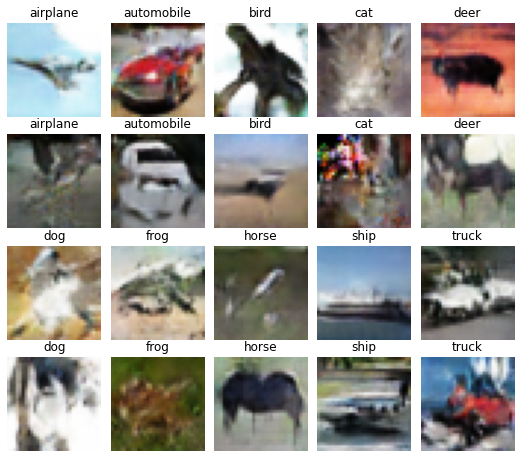 airplane automobile bird cat deer
airplane automobile bird cat deer
dog frog horse ship truck
dog frog horse ship truck